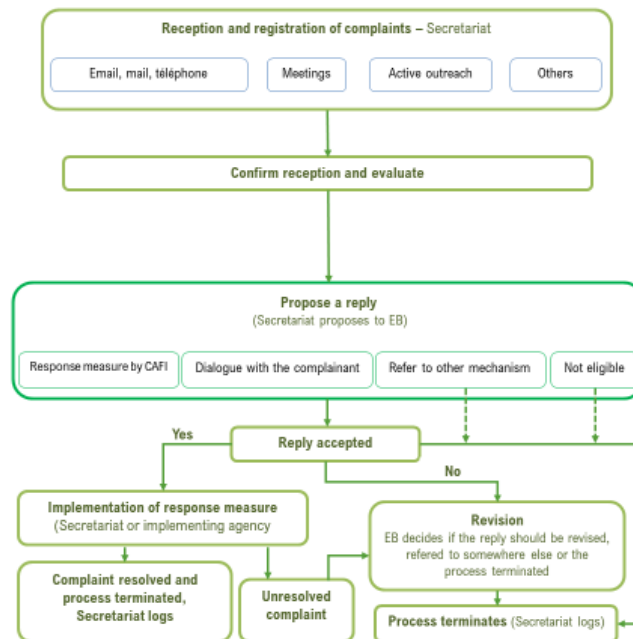 Reception and registration of complaints – Secretariat
Email, mail, téléphone
Meetings
Active outreach
Others
Confirm reception and evaluate
Propose a reply
(Secretariat proposes to EB)
Response measure by CAFI
Dialogue with the complainant
Refer to other mechanism
Not eligible
Yes
Reply accepted
No
Implementation of response measure
(Secretariat or implementing agency
Revision
EB decides if the reply should be revised,
refered to somewhere else or the
process terminated
Complaint resolved and
process terminated,
Secretariat logs
Unresolved
complaint
Process terminates (Secretariat logs)